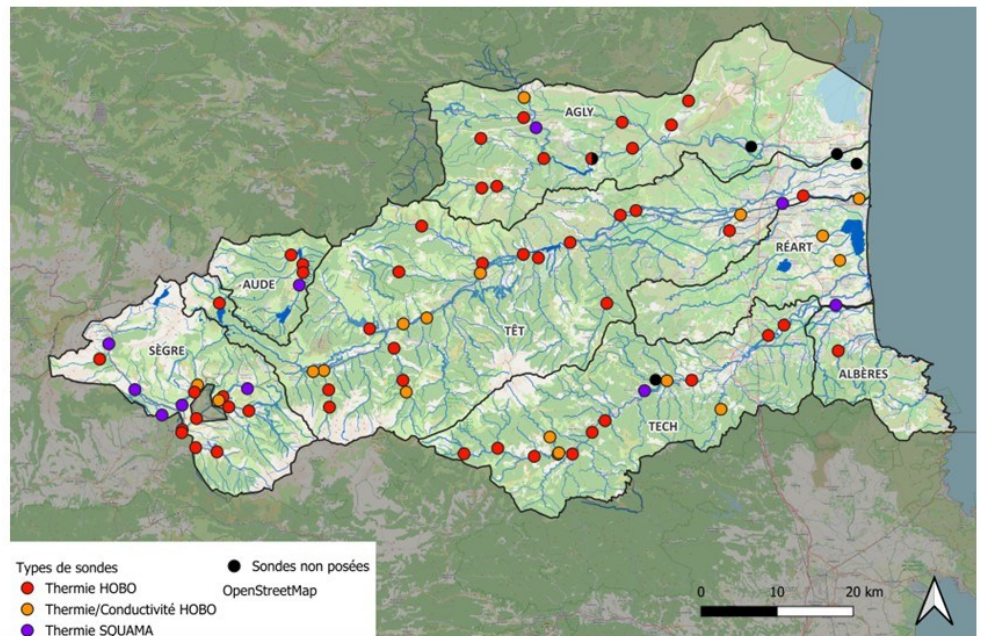 AGLY
RÉART
AUDE
TÊT
SÈGRE
ALBÈRES
TECH
Types de sondes
Thermie HOBO
Thermie/Conductivité HOBO
Thermie SQUAMA
Sondes non posées
OpenStreetMap
0 10 20 km